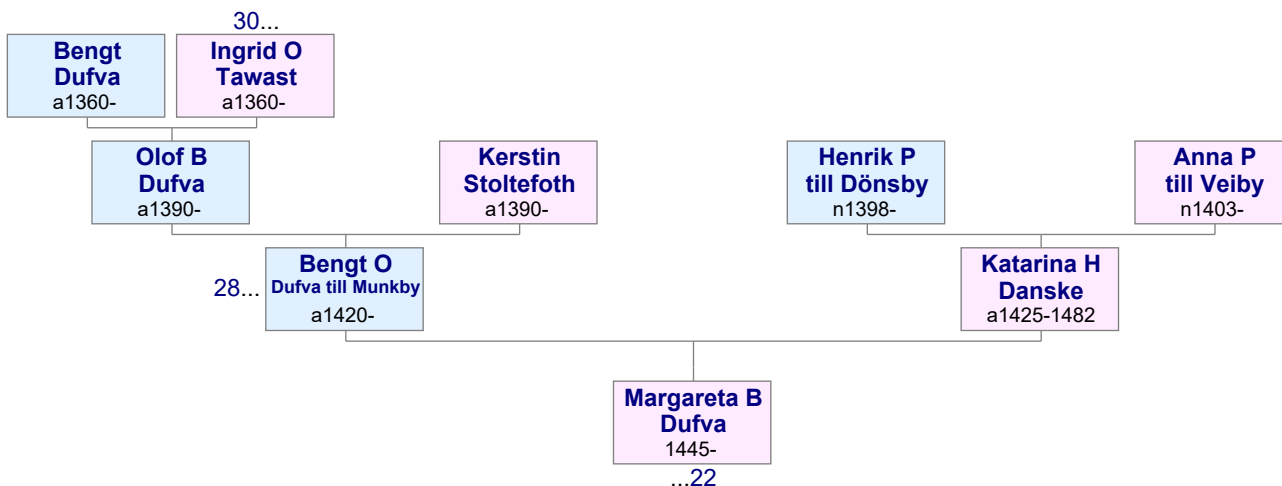 30...
Bengt
Dufva
a1360-
Ingrid O
Tawast
a1360-
Olof B
Dufva
a1390-
Kerstin
Stoltefoth
a1390-
Henrik P
till Dönsby
n1398-
Anna P
till Veiby
n1403-
28...
Bengt O
Dufva till Munkby
a1420-
Katarina H
Danske
a1425-1482
Margareta B
Dufva
1445-
...22